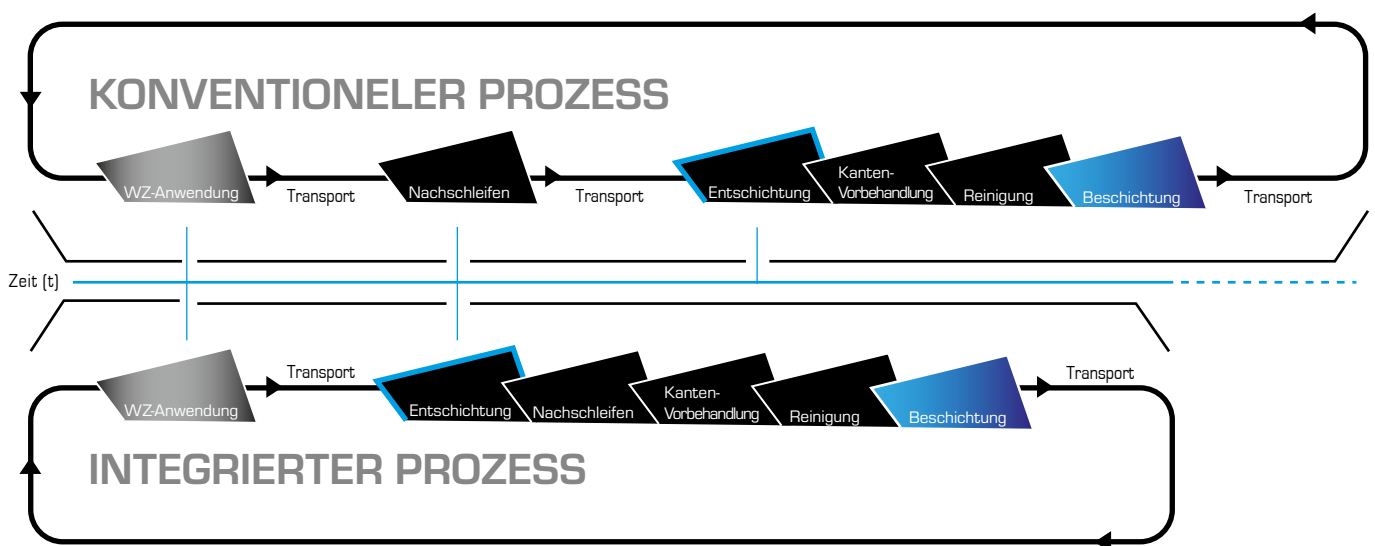 KONVENTIONELER PROZESS
WZ-Anwendung
Transport
Nachschleifen
Transport
Entschichtung
Kanten-
Vorbehandlung
Reinigung
Beschichtung
Transport
Zeit (t)
WZ-Anwendung
Transport
Entschichtung
Nachschleifen
Kanten-
Vorbehandlung
Reinigung
Beschichtung
Transport
INTEGRIERTER PROZESS